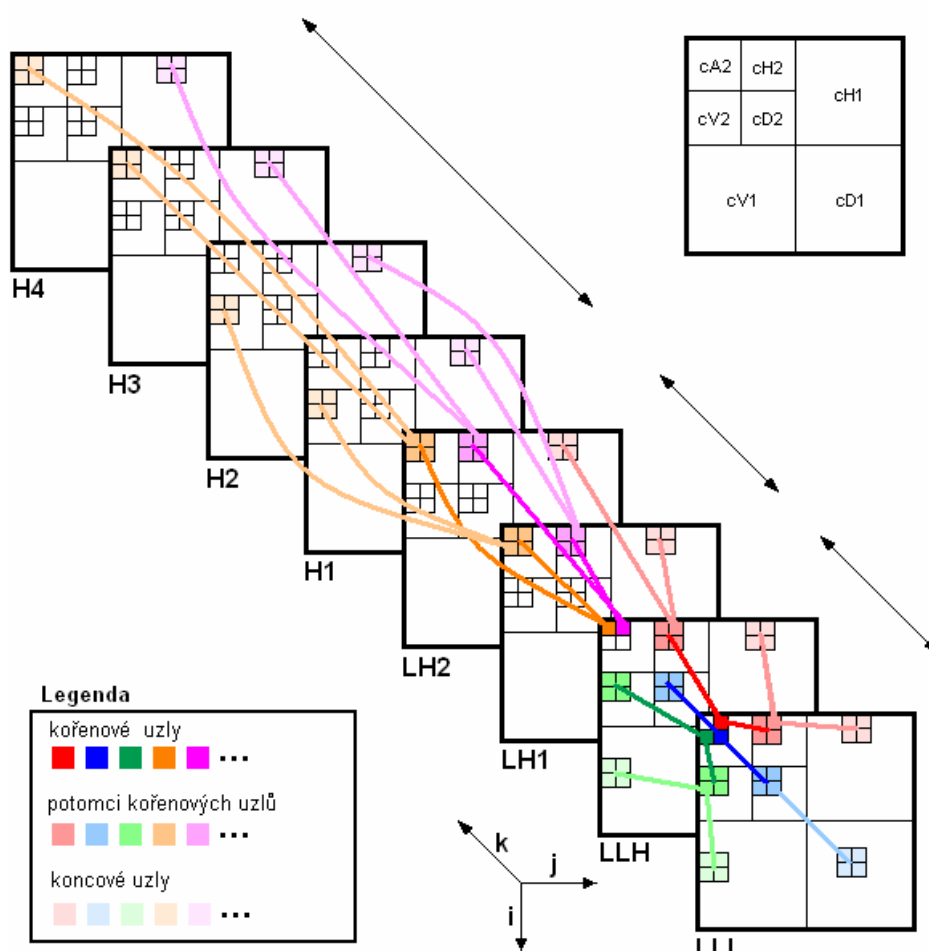 cA2 cH2 cH1
cV2 cD2
cV1 cD1
H4
H3
H2
H1
LH2
LH1
LLH
LLL
Legenda
kořenové uzly
...
potomci kořenových uzlů
...
koncové uzly
...
k
j
i